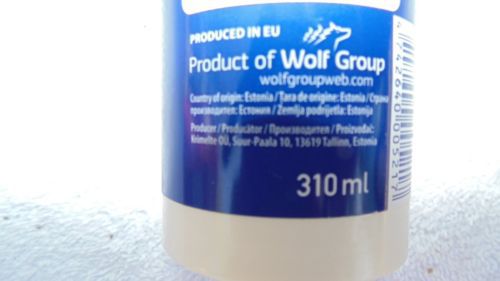 PRODUCED IN EU
Product of Wolf Group
wolfgroupweb.com
Country of origin: Estonia / Țara de origine: Estonia / Страна
производител: Естония / Zemlja podrijetla: Estonija
Producer / Producător / Производител / Proizvođač:
Krimelte OÜ, Suur-Paala 10, 13619 Tallinn, Estonia
310 ml
4742640005217